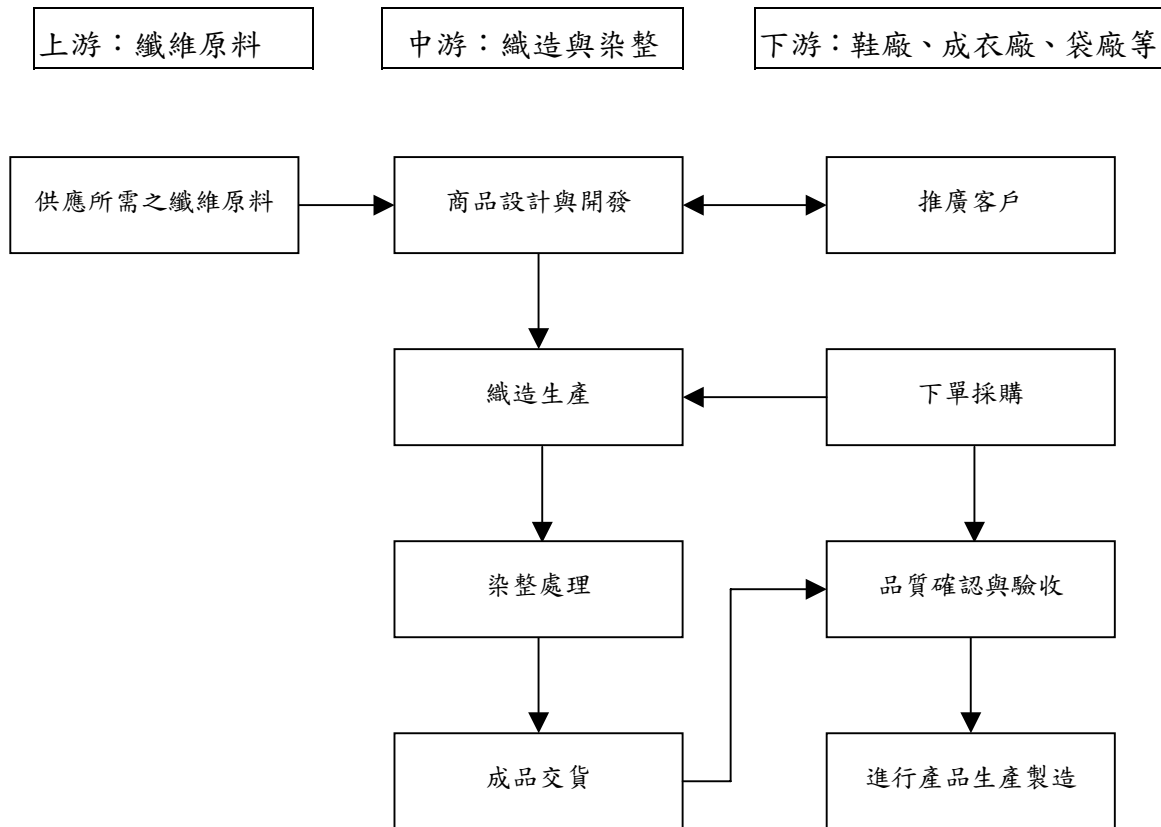 上游：纖維原料
中游：織造與染整
下游：鞋廠、成衣廠、袋廠等
供應所需之纖維原料
商品設計與開發
推廣客戶
織造生產
下單採購
染整處理
品質確認與驗收
成品交貨
進行產品生產製造